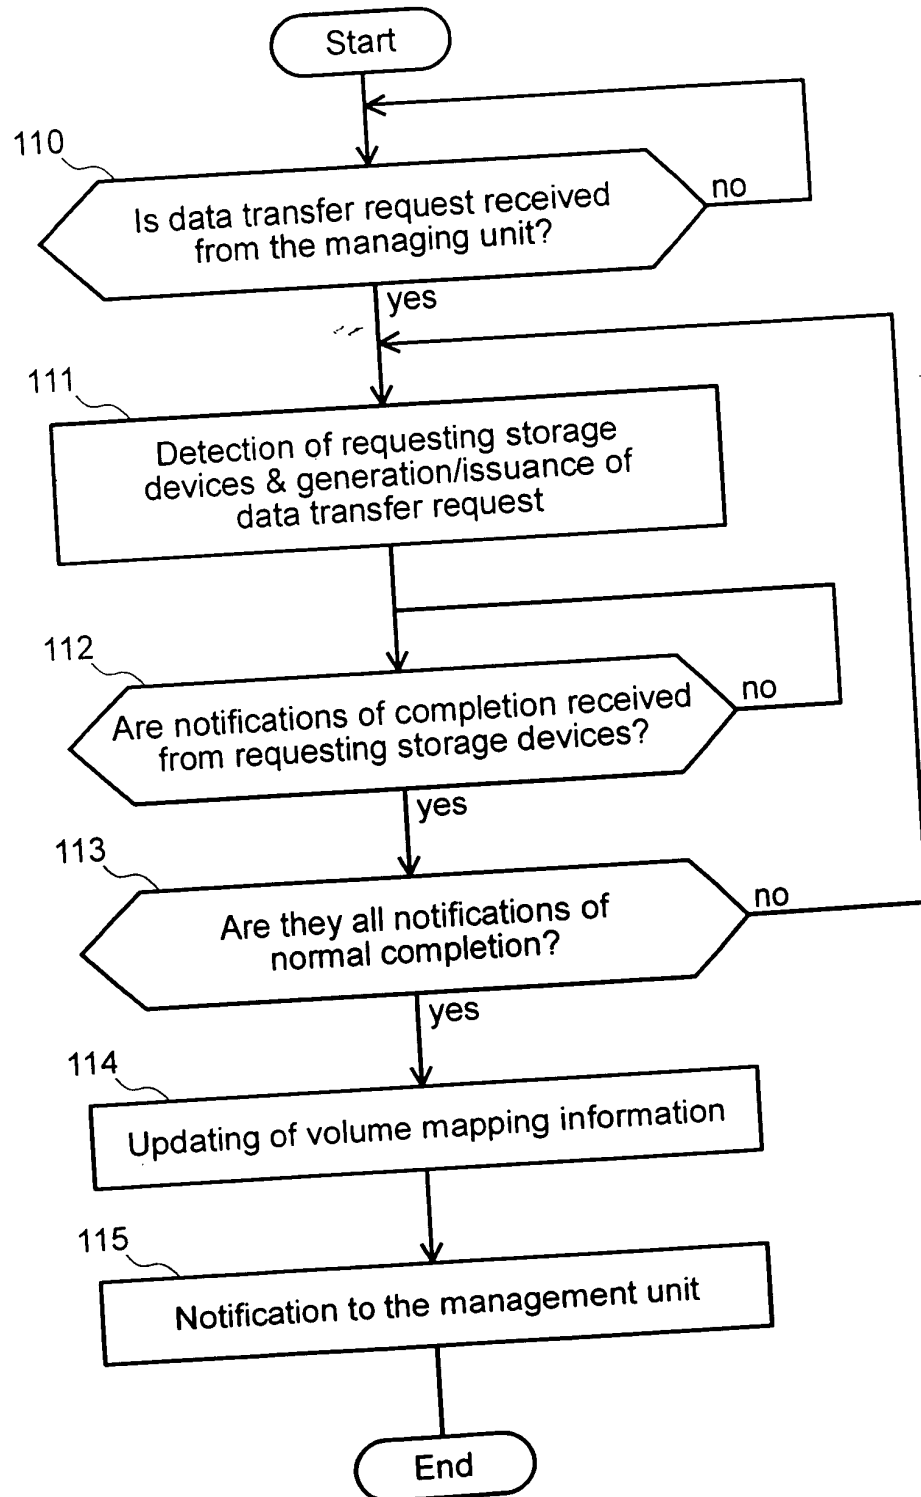 Start
110
Is data transfer request received
from the managing unit?
no
yes
111
Detection of requesting storage
devices & generation/issuance of
data transfer request
112
Are notifications of completion received
from requesting storage devices?
no
yes
113
Are they all notifications of
normal completion?
no
yes
114
Updating of volume mapping information
115
Notification to the management unit
End